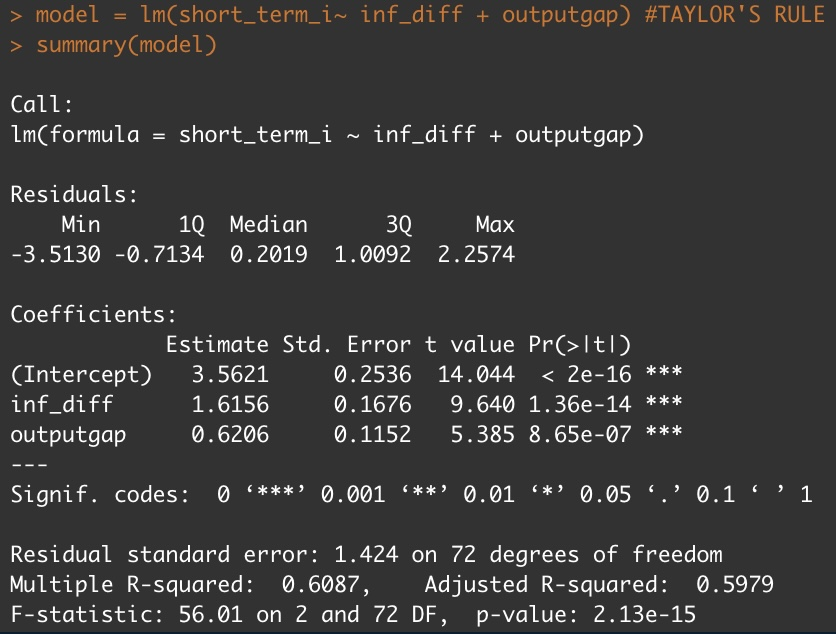 > model = lm(short_term_i~ inf_diff + outputgap) #TAYLOR'S RULE
> summary(model)
Call:
lm(formula = short_term_i ~ inf_diff + outputgap)
Residuals:
    Min      1Q  Median      3Q     Max
-3.5130 -0.7134  0.2019  1.0092  2.2574
Coefficients:
            Estimate Std. Error t value Pr(>|t|)
(Intercept)   3.5621     0.2536  14.044  < 2e-16 ***
inf_diff      1.6156     0.1676   9.640 1.36e-14 ***
outputgap     0.6206     0.1152   5.385 8.65e-07 ***
---
Signif. codes:  0 ‘***’ 0.001 ‘**’ 0.01 ‘*’ 0.05 ‘.’ 0.1 ‘ ’ 1
Residual standard error: 1.424 on 72 degrees of freedom
Multiple R-squared:  0.6087,    Adjusted R-squared:  0.5979
F-statistic: 56.01 on 2 and 72 DF,  p-value: 2.13e-15